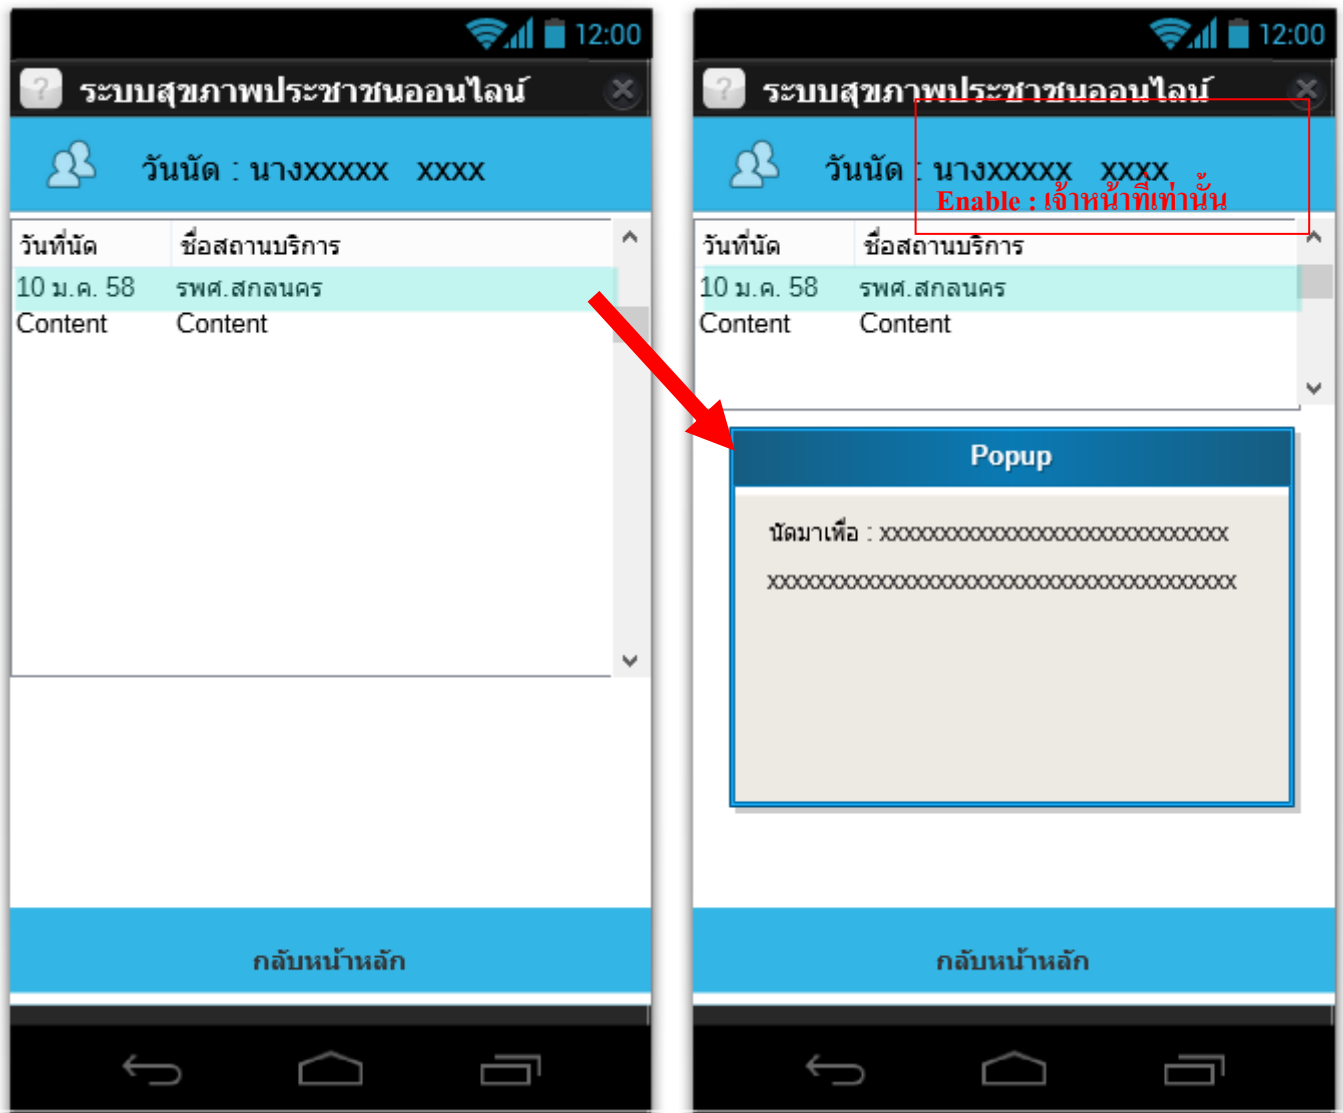 12:00
ระบบสุขภาพประชาชนออนไลน์
วันนัด : นางxxxxx xxxx
วันที่นัด ชื่อสถานบริการ
10 ม.ค. 58 รพศ.สกลนคร
Content Content
กลับหน้าหลัก
12:00
ระบบสุขภาพประชาชนออนไลน์
วันนัด : นางxxxxx xxxx
Enable : เจ้าหน้าที่เท่านั้น
วันที่นัด ชื่อสถานบริการ
10 ม.ค. 58 รพศ.สกลนคร
Content Content
Popup
นัดมาเพื่อ : xxxxxxxxxxxxxxxxxxxxxxxxxxxxxx
xxxxxxxxxxxxxxxxxxxxxxxxxxxxxxxxxxxxxxxx
กลับหน้าหลัก